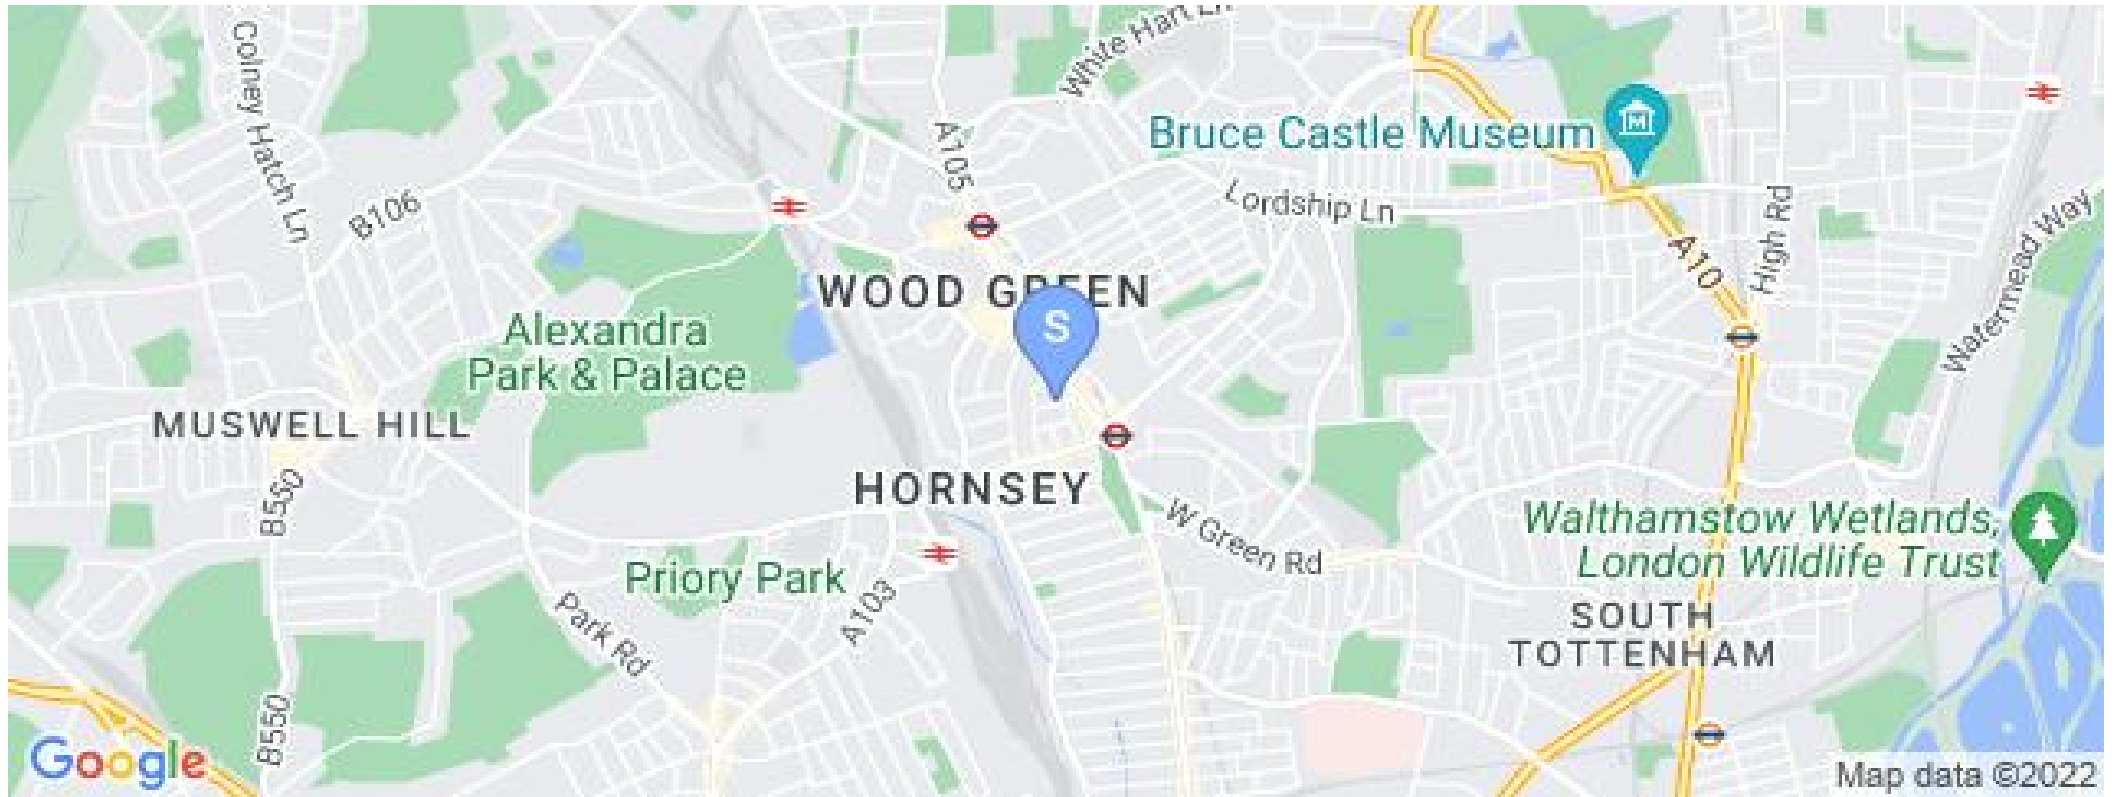 Colney Hatch Ln
White Hart Ln
A105
Bruce Castle Museum
M
B106
Lordship Ln
High Rd
A10
Watermead Way
WOOD GREEN
S
Alexandra
Park & Palace
MUSWELL HILL
B550
HORNSEY
W Green Rd
Walthamstow Wetlands,
London Wildlife Trust
Priory Park
A103
Park Rd
SOUTH
TOTTENHAM
B550
Google
Map data ©2022